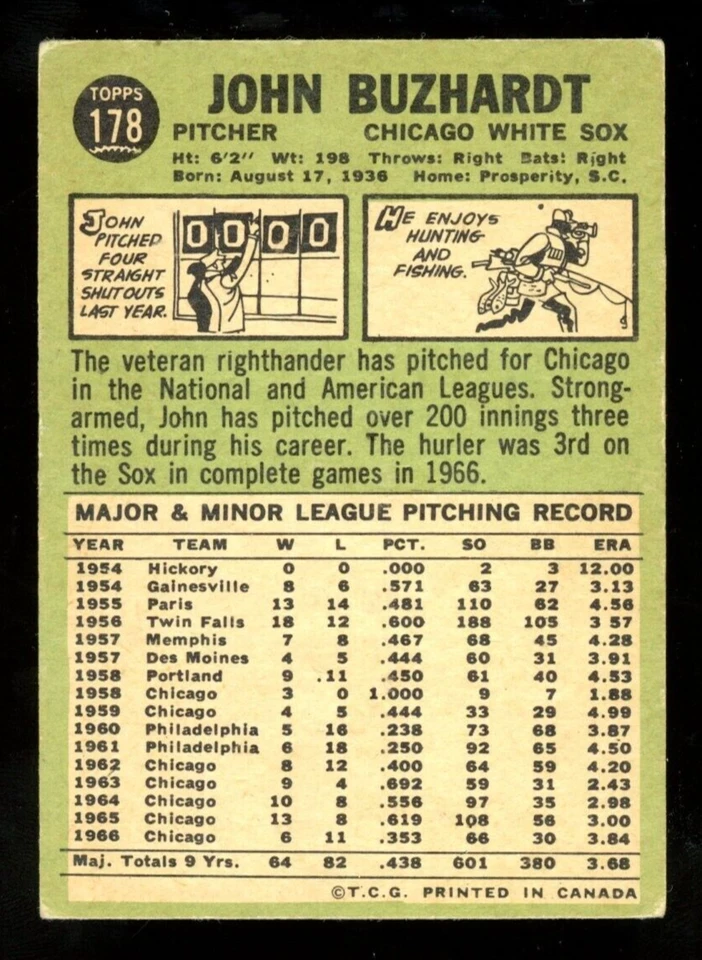 TOPPS
178
JOHN BUZHARDT
PITCHER CHICAGO WHITE SOX
Ht: 6'2" Wt: 198 Throws: Right Bats: Right
Born: August 17, 1936 Home: Prosperity, S.C.
JOHN
PITCHED
FOUR
STRAIGHT
SHUTOUTS
LAST YEAR.
0 0 0 0
HE ENJOYS
HUNTING
AND
FISHING.
The veteran righthander has pitched for Chicago
in the National and American Leagues. Strong-
armed, John has pitched over 200 innings three
times during his career. The hurler was 3rd on
the Sox in complete games in 1966.
MAJOR & MINOR LEAGUE PITCHING RECORD
YEAR TEAM W L PCT. SO BB ERA
1954 Hickory 0 0 .000 2 3 12.00
1954 Gainesville 8 6 .571 63 27 3.13
1955 Paris 13 14 .481 110 62 4.56
1956 Twin Falls 18 12 .600 188 105 3 57
1957 Memphis 7 8 .467 68 45 4.28
1957 Des Moines 4 5 .444 60 31 3.91
1958 Portland 9 .11 .450 61 40 4.53
1958 Chicago 3 0 1.000 9 7 1.88
1959 Chicago 4 5 .444 33 29 4.99
1960 Philadelphia 5 16 .238 73 68 3.87
1961 Philadelphia 6 18 .250 92 65 4.50
1962 Chicago 8 12 .400 64 59 4.20
1963 Chicago 9 4 .692 59 31 2.43
1964 Chicago 10 8 .556 97 35 2.98
1965 Chicago 13 8 .619 108 56 3.00
1966 Chicago 6 11 .353 66 30 3.84
Maj. Totals 9 Yrs. 64 82 .438 601 380 3.68
©T.C.G. PRINTED IN CANADA